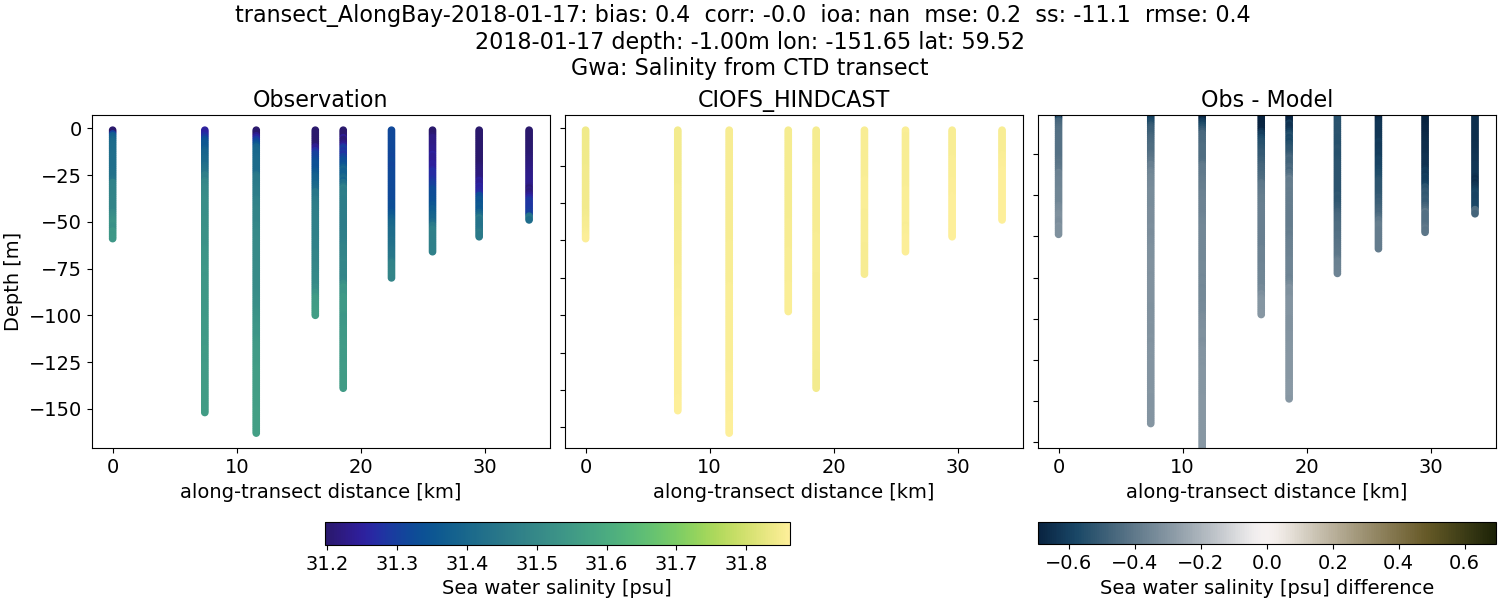 transect_AlongBay-2018-01-17: bias: 0.4  corr: -0.0  ioa: nan  mse: 0.2  ss: -11.1  rmse: 0.4
2018-01-17 depth: -1.00m lon: -151.65 lat: 59.52
Gwa: Salinity from CTD transect
Observation
CIOFS_HINDCAST
Obs - Model
Depth [m]
0
−25
−50
−75
−100
−125
−150
0 10 20 30
0 10 20 30
0 10 20 30
along-transect distance [km]
along-transect distance [km]
along-transect distance [km]
31.2 31.3 31.4 31.5 31.6 31.7 31.8
Sea water salinity [psu]
−0.6 −0.4 −0.2 0.0 0.2 0.4 0.6
Sea water salinity [psu] difference